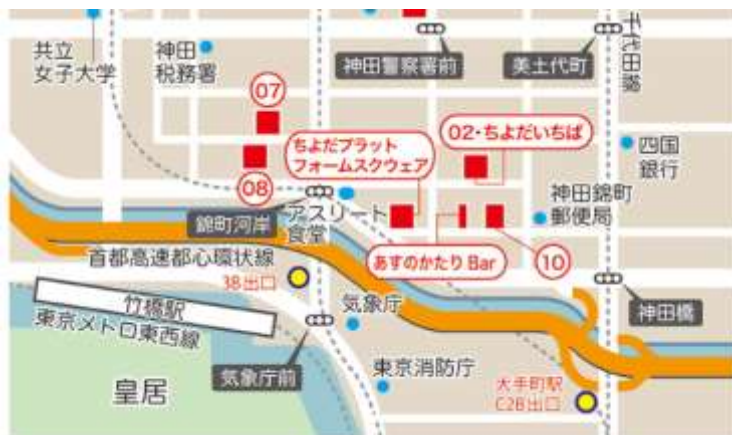 共立
女子大学
神田
税務署
07
08
神田警察署前
美土代町
千代田線
02・ちよだいちば
ちよだプラット
フォームスクウェア
四国
銀行
神田錦町
郵便局
錦町河岸
アスリート
食堂
あすのかたり Bar
10
首都高速都心環状線
3B出口
竹橋駅
東京メトロ東西線
気象庁
神田橋
気象庁前
東京消防庁
皇居
大手町駅
C2B出口